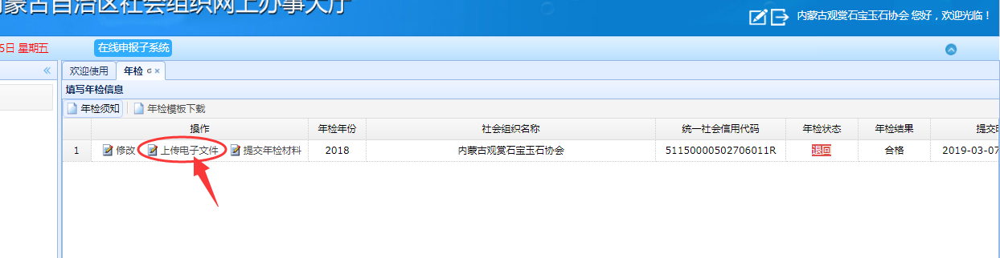 内蒙古自治区社会组织网上办事大厅
内蒙古观赏石宝玉石协会 您好，欢迎光临！
5日 星期五
在线申报子系统
欢迎使用 年检
填写年检信息
年检须知 年检模板下载
操作 年检年份 社会组织名称 统一社会信用代码 年检状态 年检结果 提交
1 修改 上传电子文件 提交年检材料 2018 内蒙古观赏石宝玉石协会 51150000502706011R 退回 合格 2019-03-07